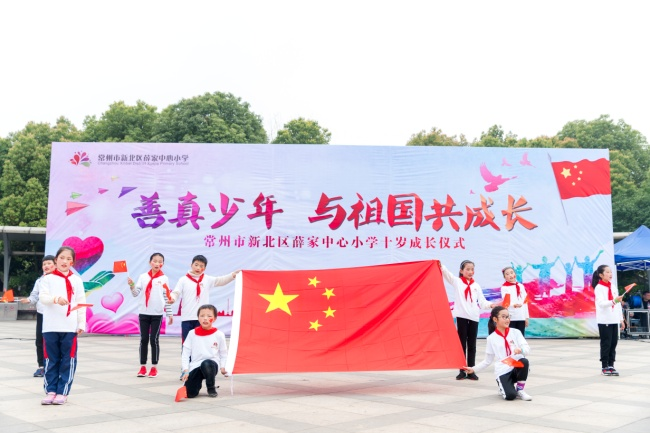 常州市新北区薛家中心小学
善真少年 与祖国共成长
常州市新北区薛家中心小学十岁成长仪式